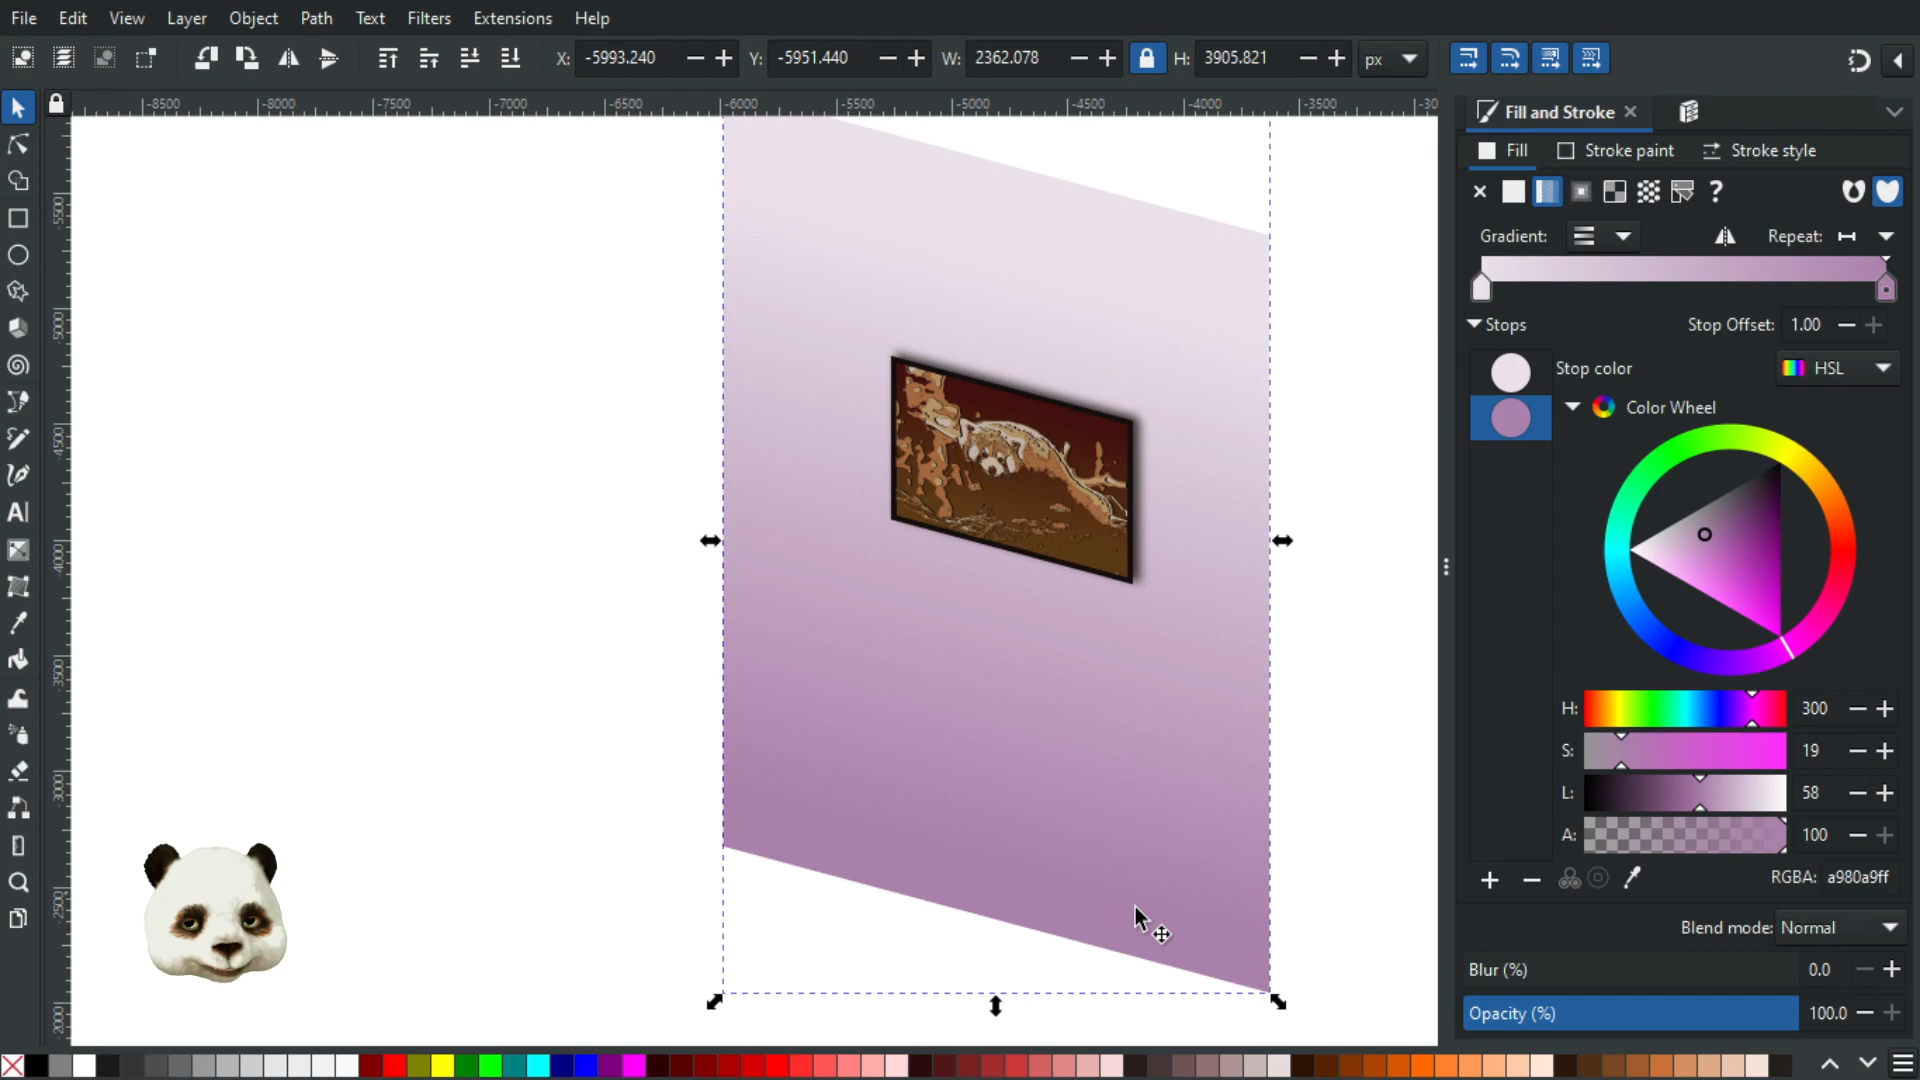 File Edit View Layer Object Path Text Filters Extensions Help
X: -5993.240 Y: -5951.440 W: 2362.078 H: 3905.821 px
-8500 -8000 -7500 -7000 -6500 -6000 -5500 -5000 -4500 -4000 -3500 -30
Fill and Stroke
Fill Stroke paint Stroke style
?
Gradient: Repeat:
Stops Stop Offset: 1.00
Stop color HSL
Color Wheel
H: 300
S: 19
L: 58
A: 100
RGBA: a980a9ff
Blend mode: Normal
Blur (%) 0.0
Opacity (%) 100.0